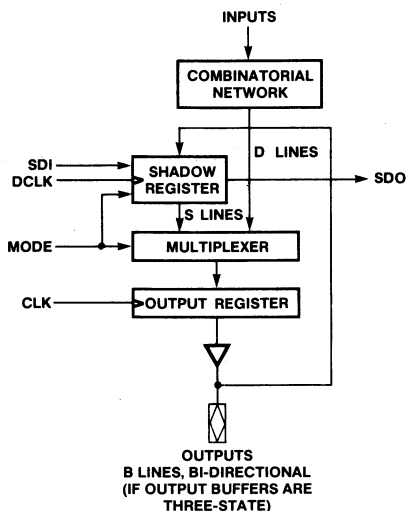 INPUTS
COMBINATORIAL
NETWORK
D LINES
SDI
DCLK
SHADOW
REGISTER
SDO
S LINES
MODE
MULTIPLEXER
CLK
OUTPUT REGISTER
OUTPUTS
B LINES, BI-DIRECTIONAL
(IF OUTPUT BUFFERS ARE
THREE-STATE)